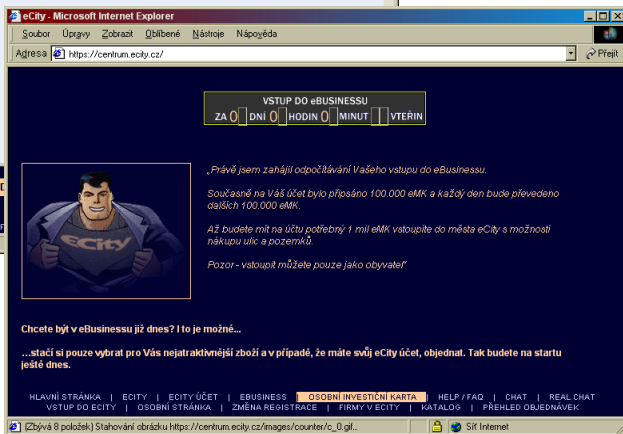 eCity - Microsoft Internet Explorer
Soubor Úpravy Zobrazit Oblíbené Nástroje Nápověda
Adresa https://centrum.ecity.cz/ Přejít
VSTUP DO eBUSINESSU
ZA 0 DNÍ 0 HODIN 0 MINUT VTEŘIN
ECity
„Právě jsem zahájil odpočítávání Vašeho vstupu do eBusinessu.
Současně na Váš účet bylo připsáno 100.000 eMK a každý den bude převedeno
dalších 100.000 eMK.
Až budete mít na účtu potřebný 1 mil eMK vstoupíte do města eCity s možností
nákupu ulic a pozemků.
Pozor - vstoupit můžete pouze jako obyvatel"
Chcete být v eBusinessu již dnes? I to je možné...
...stačí si pouze vybrat pro Vás nejatraktivnější zboží a v případě, že máte svůj eCity účet, objednat. Tak budete na startu
ještě dnes.
HLAVNÍ STRÁNKA | ECITY | ECITY ÚČET | EBUSINESS | OSOBNÍ INVESTIČNÍ KARTA | HELP / FAQ | CHAT | REAL CHAT
VSTUP DO ECITY | OSOBNÍ STRÁNKA | ZMĚNA REGISTRACE | FIRMY V ECITY | KATALOG | PŘEHLED OBJEDNÁVEK
(Zbývá 8 položek) Stahování obrázku https://centrum.ecity.cz/images/counter/c_0.gif.. Síť Internet